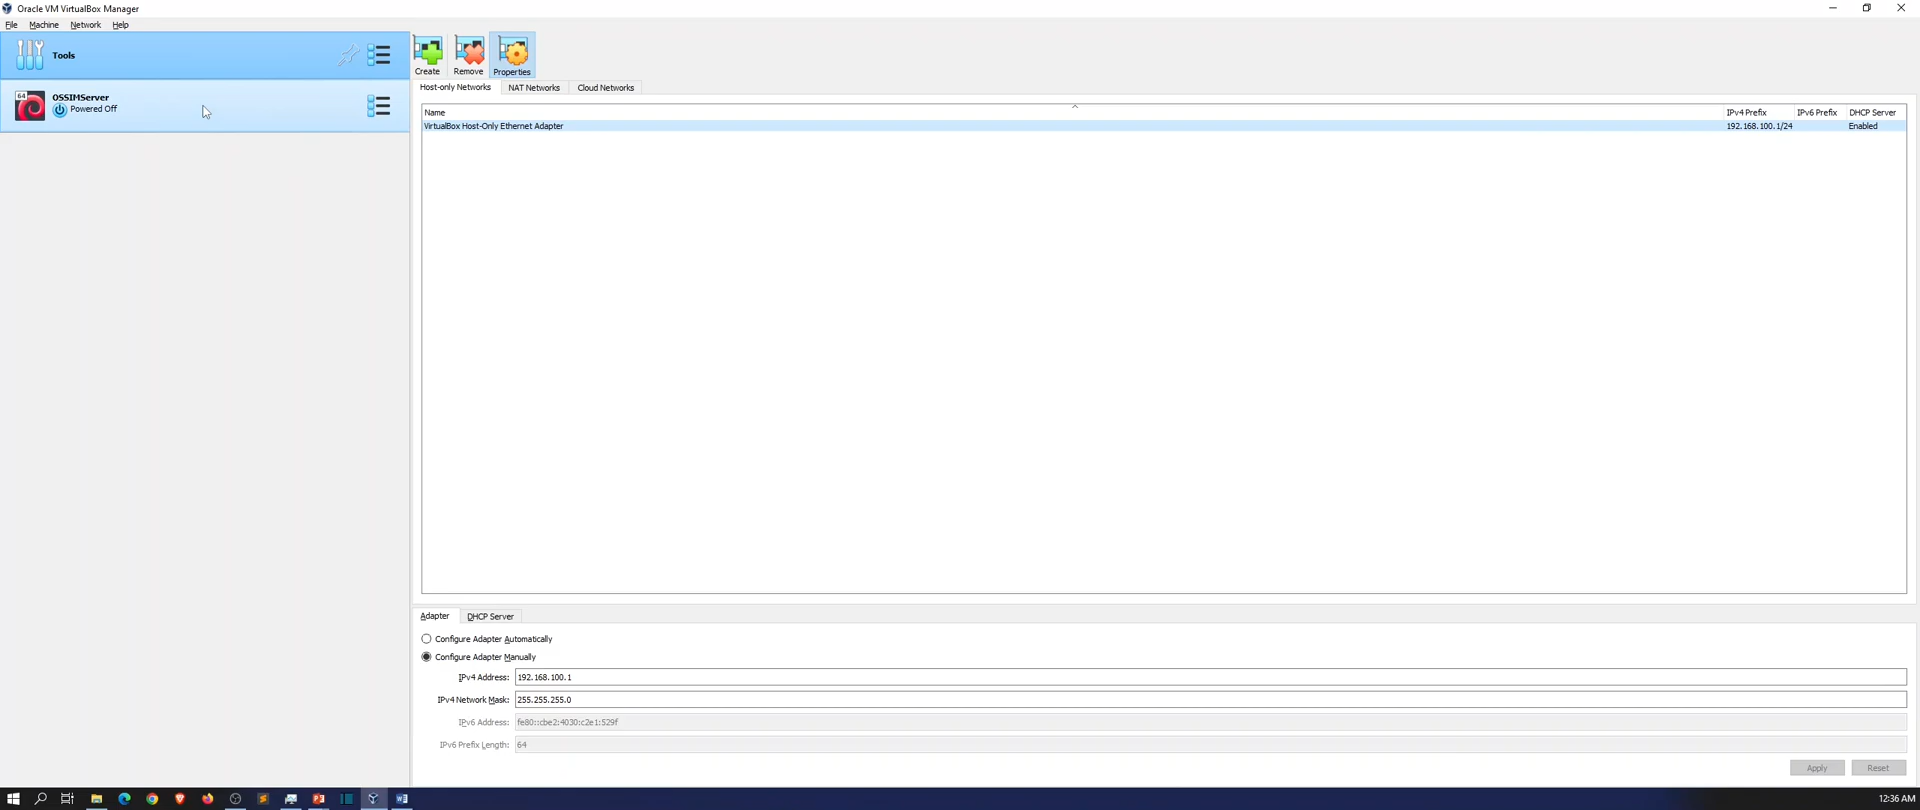 Oracle VM VirtualBox Manager
File Machine Network Help
Tools
Create Remove Properties
Host-only Networks NAT Networks Cloud Networks
64
OSSIMServer
Powered Off
Name IPv4 Prefix IPv6 Prefix DHCP Server
VirtualBox Host-Only Ethernet Adapter 192.168.100.1/24 Enabled
Adapter DHCP Server
Configure Adapter Automatically
Configure Adapter Manually
IPv4 Address: 192.168.100.1
IPv4 Network Mask: 255.255.255.0
IPv6 Address: fe80::cbe2:4030:c2e1:529f
IPv6 Prefix Length: 64
Apply Reset
12:36 AM